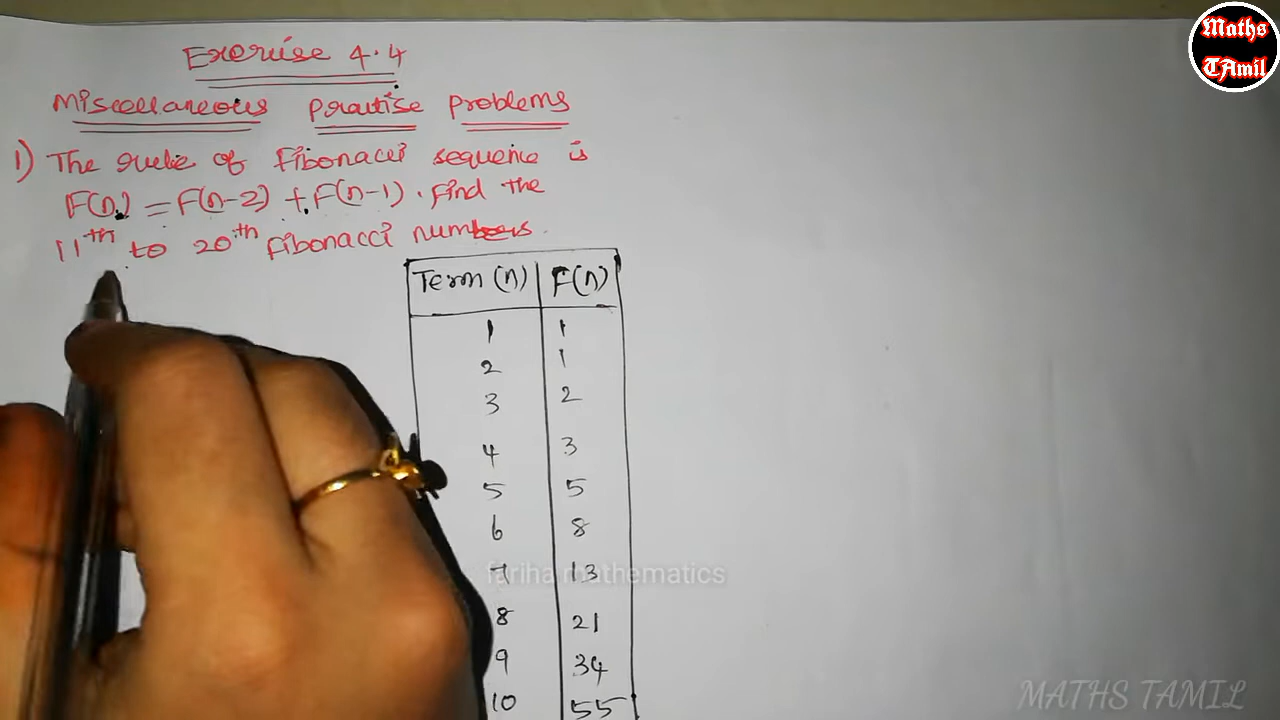 Maths
TAmil
Exercise 4.4
Miscellaneous Practise Problems
1) The rule of Fibonacci sequence is
F(n) = F(n-2) + F(n-1). Find the
11th to 20th Fibonacci numbers.
Term (n) F(n)
1 1
2 1
3 2
4 3
5 5
6 8
7 13
fariha mathematics
8 21
9 34
10 55
MATHS TAMIL